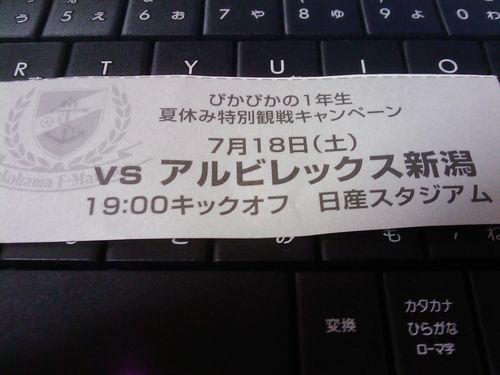 5 え 6 お 7 や 8 ゆ 9 よ 0 わ
R T Y U I O
ぴかぴかの1年生
夏休み特別観戦キャンペーン
7月18日(土)
vs アルビレックス新潟
19:00キックオフ 日産スタジアム
okohama F・Ma
も
変換
カタカナ
ひらがな
ローマ字